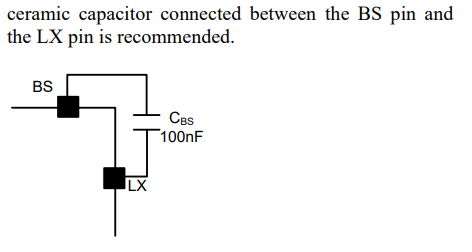 ceramic capacitor connected between the BS pin and
the LX pin is recommended.
BS
CBS
100nF
LX